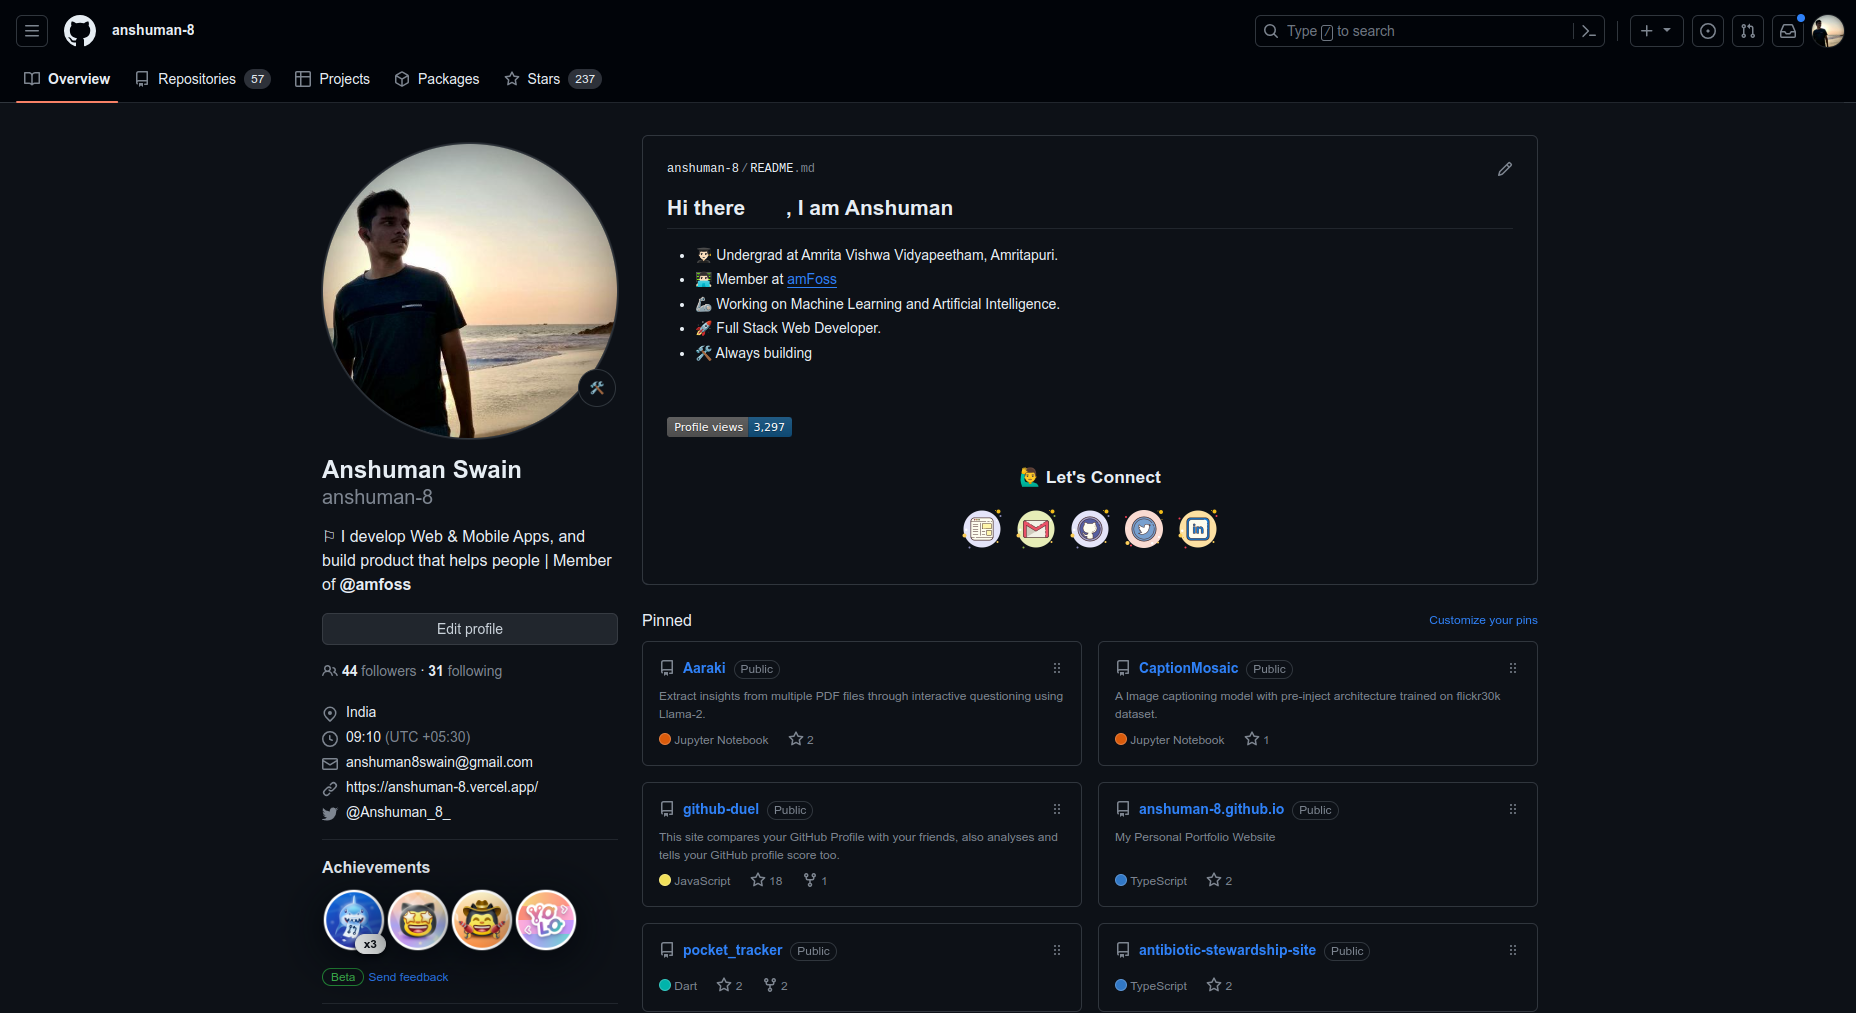 anshuman-8
Type / to search
Overview
Repositories 57
Projects
Packages
Stars 237
anshuman-8/README.md
Hi there , I am Anshuman
Undergrad at Amrita Vishwa Vidyapeetham, Amritapuri.
Member at amFoss
Working on Machine Learning and Artificial Intelligence.
Full Stack Web Developer.
Always building
Profile views 3,297
Let's Connect
Anshuman Swain
anshuman-8
I develop Web & Mobile Apps, and
build product that helps people | Member
of @amfoss
Edit profile
44 followers · 31 following
India
09:10 (UTC +05:30)
anshuman8swain@gmail.com
https://anshuman-8.vercel.app/
@Anshuman_8_
Achievements
x3
YOLO
Beta Send feedback
Pinned
Customize your pins
Aaraki Public
Extract insights from multiple PDF files through interactive questioning using
Llama-2.
Jupyter Notebook 2
CaptionMosaic Public
A Image captioning model with pre-inject architecture trained on flickr30k
dataset.
Jupyter Notebook 1
github-duel Public
This site compares your GitHub Profile with your friends, also analyses and
tells your GitHub profile score too.
JavaScript 18 1
anshuman-8.github.io Public
My Personal Portfolio Website
TypeScript 2
pocket_tracker Public
Dart 2 2
antibiotic-stewardship-site Public
TypeScript 2